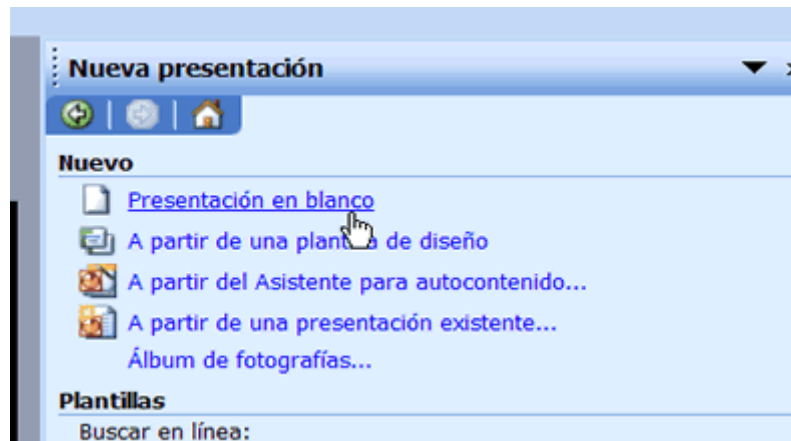 Nueva presentación
Nuevo
Presentación en blanco
A partir de una plantilla de diseño
A partir del Asistente para autocontenido...
A partir de una presentación existente...
Álbum de fotografías...
Plantillas
Buscar en línea: